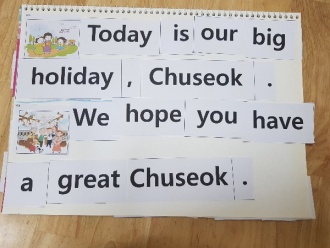 Today is our big
holiday , Chuseok .
We hope you have
a great Chuseok .